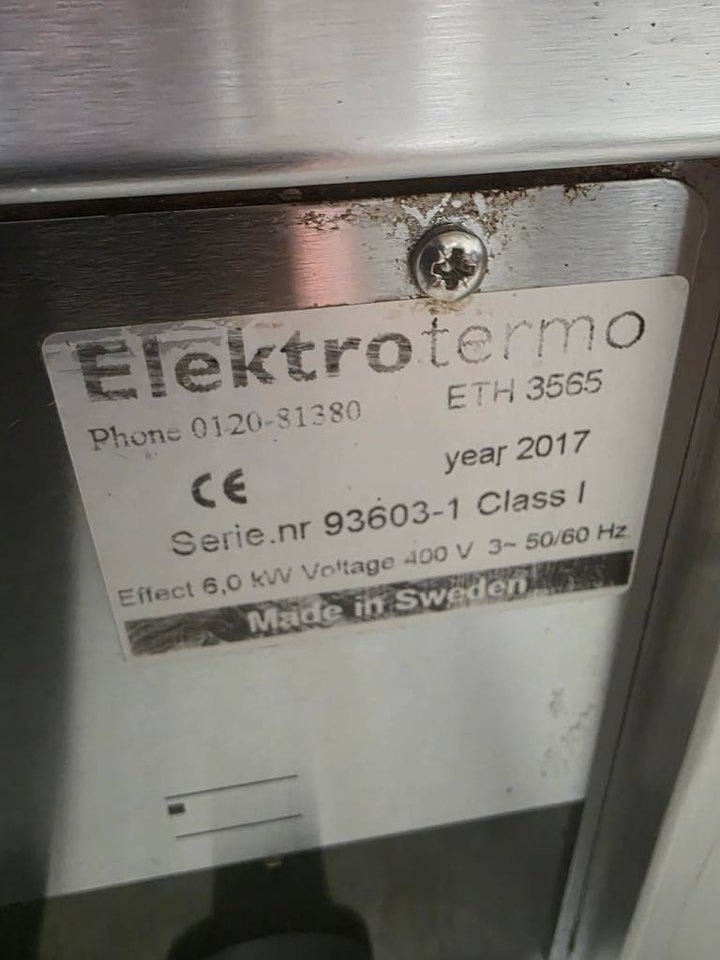 Elektrotermo
Phone 0120-81380 ETH 3565
CE year 2017
Serie.nr 93603-1 Class I
Effect 6,0 kW Voltage 400 V 3~ 50/60 Hz
Made in Sweden